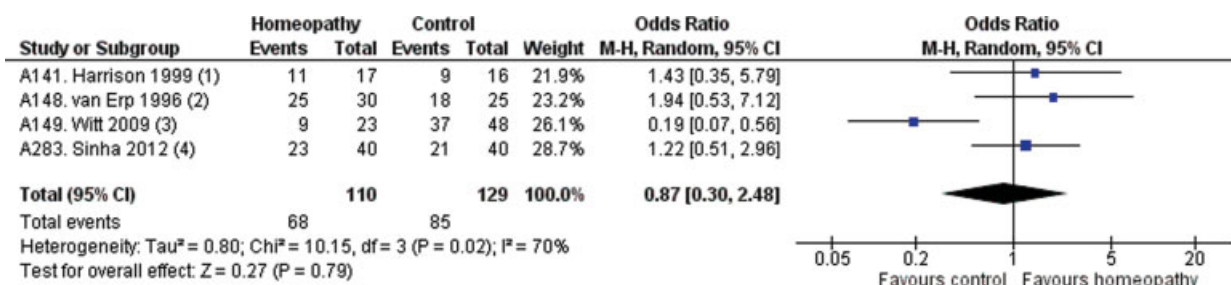 Homeopathy Control Odds Ratio Odds Ratio
Study or Subgroup Events Total Events Total Weight M-H, Random, 95% CI M-H, Random, 95% CI
A141. Harrison 1999 (1) 11 17 9 16 21.9% 1.43 [0.35, 5.79]
A148. van Erp 1996 (2) 25 30 18 25 23.2% 1.94 [0.53, 7.12]
A149. Witt 2009 (3) 9 23 37 48 26.1% 0.19 [0.07, 0.56]
A283. Sinha 2012 (4) 23 40 21 40 28.7% 1.22 [0.51, 2.96]
Total (95% CI) 110 129 100.0% 0.87 [0.30, 2.48]
Total events 68 85
Heterogeneity: Tau² = 0.80; Chi² = 10.15, df = 3 (P = 0.02); I² = 70%
Test for overall effect: Z = 0.27 (P = 0.79)
0.05 0.2 1 5 20
Favours control Favours homeopathy